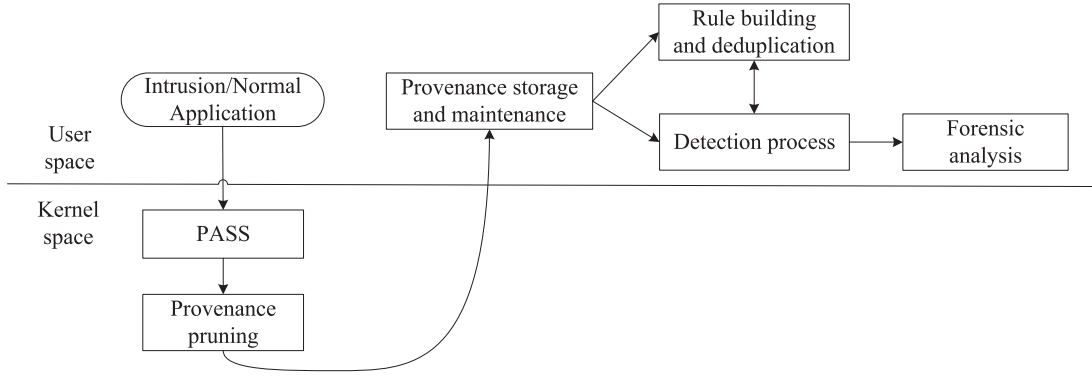 Rule building
and deduplication
Intrusion/Normal
Application
Provenance storage
and maintenance
User
space
Detection process
Forensic
analysis
Kernel
space
PASS
Provenance
pruning